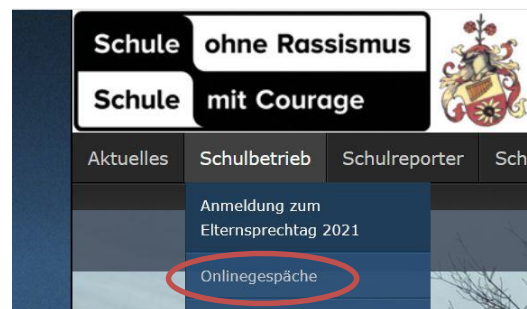 Schule ohne Rassismus
Schule mit Courage
Aktuelles Schulbetrieb Schulreporter Sch
Anmeldung zum
Elternsprechtag 2021
Onlinegespäche